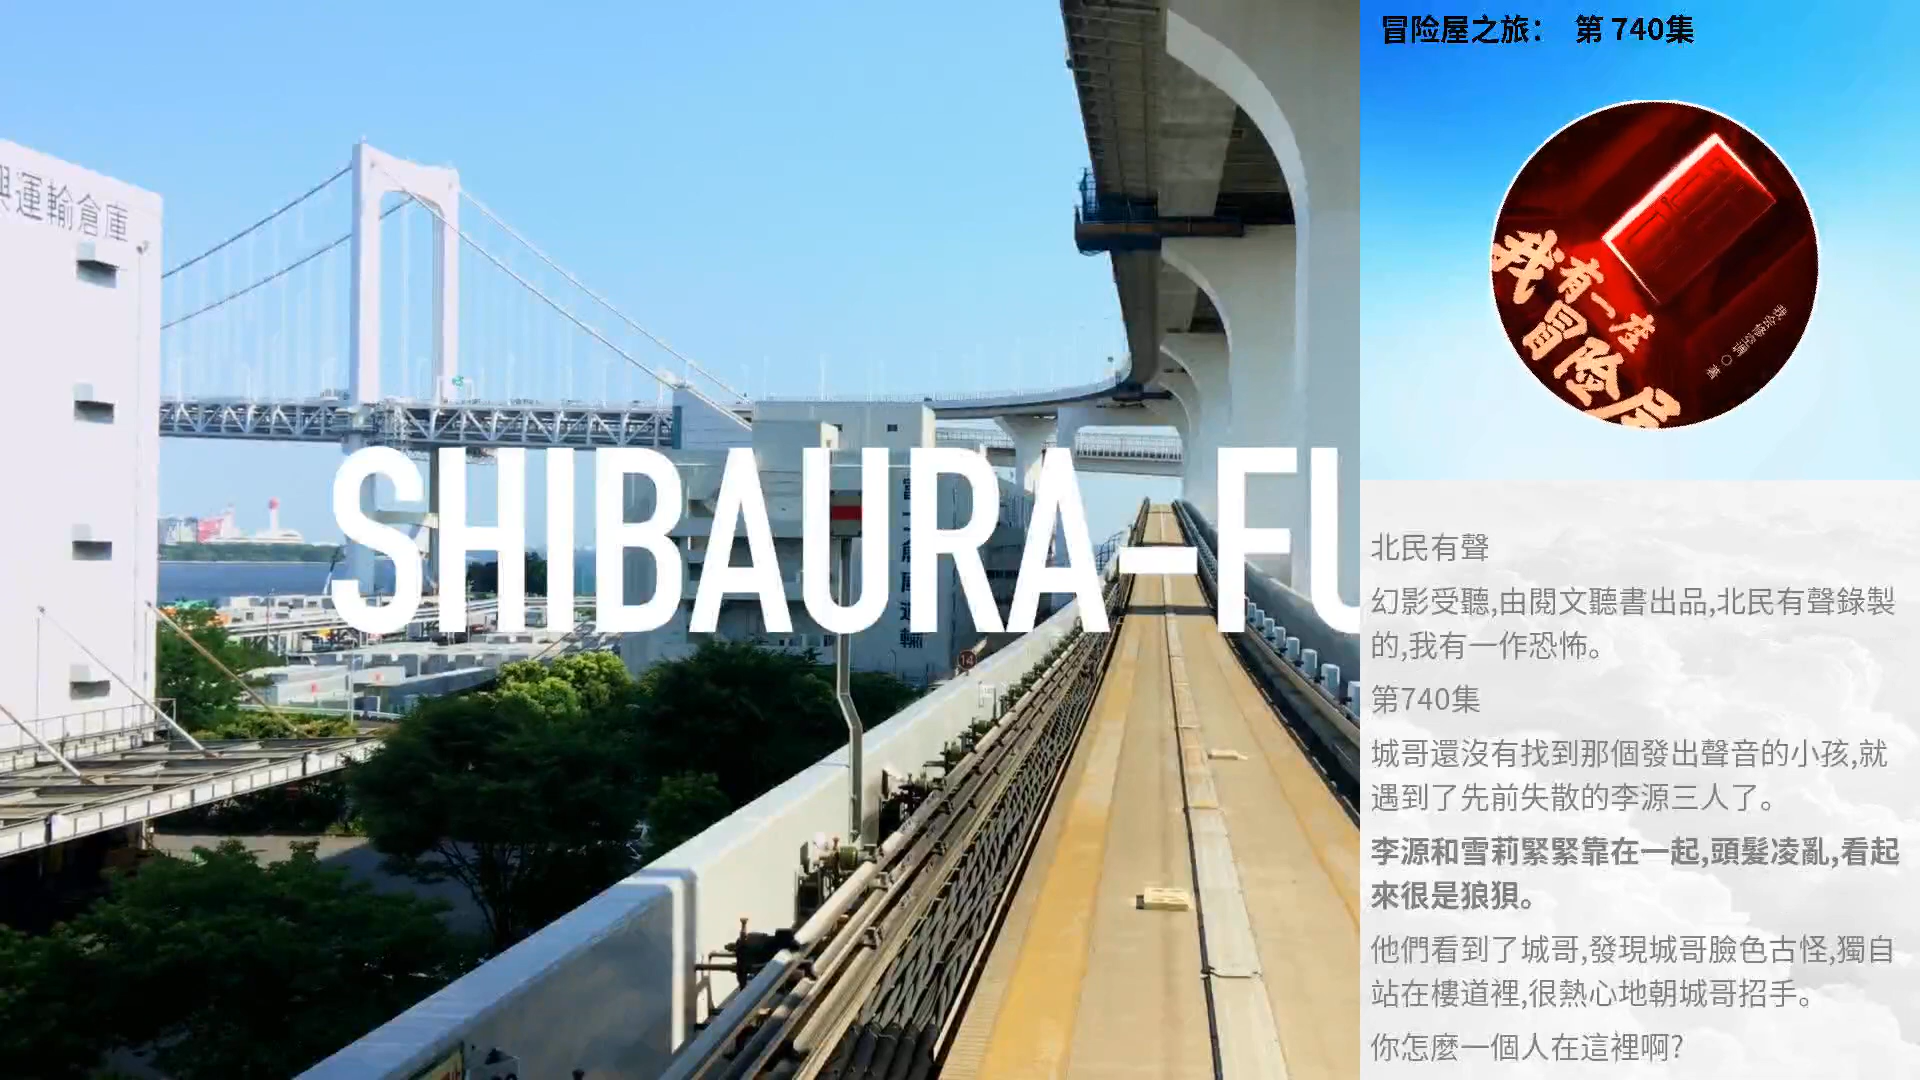 興運輸倉庫
SHIBAURA-FU
14
冒险屋之旅： 第 740集
我有一座
冒险屋
北民有聲
幻影受聽,由閱文聽書出品,北民有聲錄製
的,我有一作恐怖。
第740集
城哥還沒有找到那個發出聲音的小孩,就
遇到了先前失散的李源三人了。
李源和雪莉緊緊靠在一起,頭髮凌亂,看起
來很是狼狽。
他們看到了城哥,發現城哥臉色古怪,獨自
站在樓道裡,很熱心地朝城哥招手。
你怎麼一個人在這裡啊?